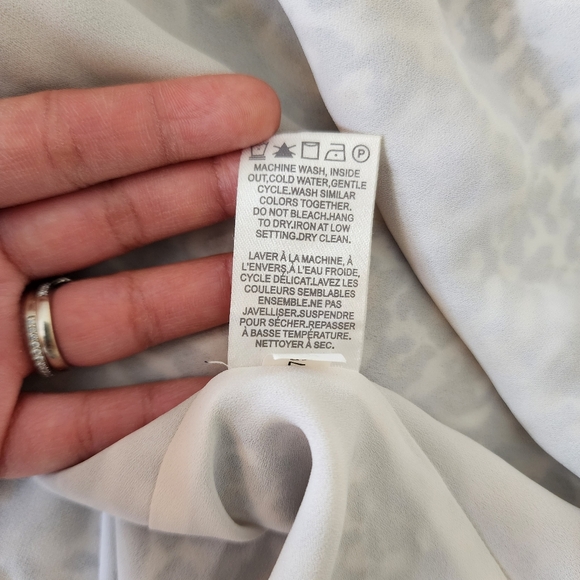 P
MACHINE WASH, INSIDE
OUT,COLD WATER,GENTLE
CYCLE.WASH SIMILAR
COLORS TOGETHER.
DO NOT BLEACH.HANG
TO DRY.IRON AT LOW
SETTING.DRY CLEAN.
LAVER À LA MACHINE, À
L'ENVERS,À L'EAU FROIDE,
CYCLE DÉLICAT.LAVEZ LES
COULEURS SEMBLABLES
ENSEMBLE.NE PAS
JAVELLISER.SUSPENDRE
POUR SÉCHER.REPASSER
À BASSE TEMPÉRATURE.
NETTOYER À SEC.